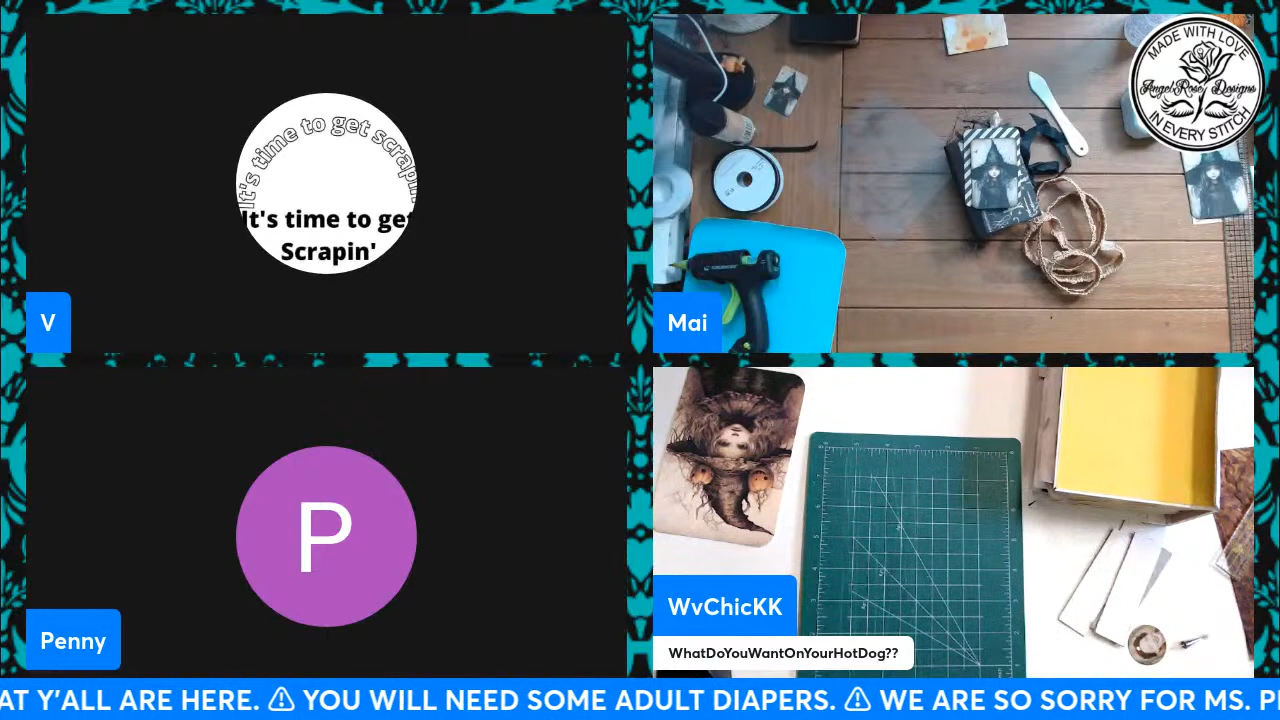 It's time to get scrapin'
It's time to get
Scrapin'
V
MADE WITH LOVE
AngelRose Designs
IN EVERY STITCH
Mai
P
Penny
WvChicKK
WhatDoYouWantOnYourHotDog??
AT Y'ALL ARE HERE. ⚠ YOU WILL NEED SOME ADULT DIAPERS. ⚠ WE ARE SO SORRY FOR MS. P